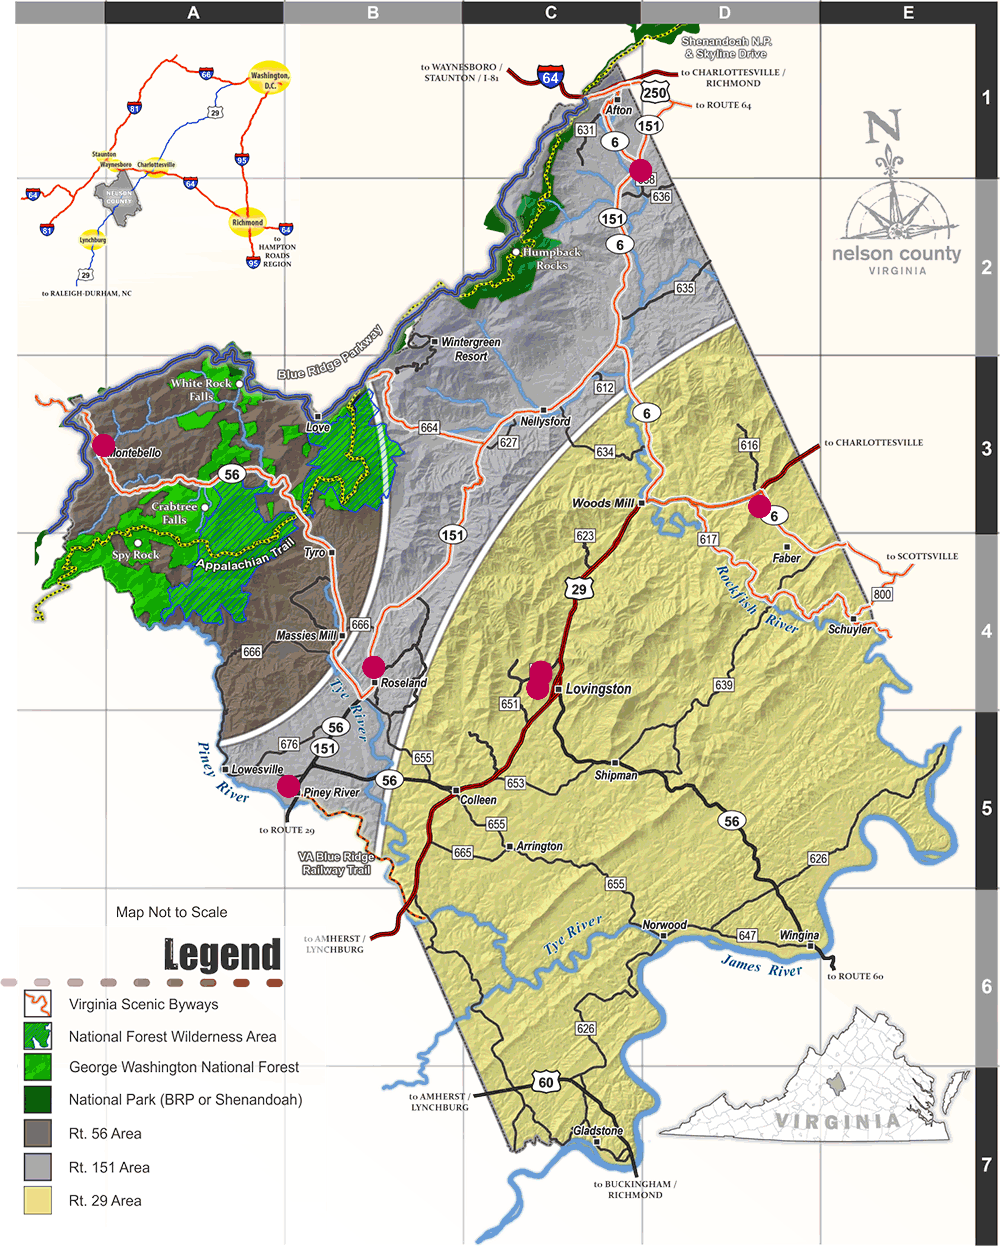 A
B
C
D
E
1
2
3
4
5
6
7
Shenandoah N.P.
& Skyline Drive
to WAYNESBORO /
STAUNTON / I-81
64
to CHARLOTTESVILLE /
RICHMOND
250
to ROUTE 64
Afton
151
631
6
636
151
6
Humpback
Rocks
635
N
nelson county
VIRGINIA
66
Washington,
D.C.
81
29
Staunton
Waynesboro
Charlottesville
95
64
64
NELSON
COUNTY
Richmond
64
81
Lynchburg
to
HAMPTON
ROADS
REGION
95
29
to RALEIGH-DURHAM, NC
Wintergreen
Resort
Blue Ridge Parkway
White Rock
Falls
Love
612
6
Nellysford
664
627
634
616
to CHARLOTTESVILLE
Montebello
56
Crabtree
Falls
Woods Mill
6
151
623
617
Faber
to SCOTTSVILLE
Spy Rock
Appalachian Trail
Tyro
29
800
Rockfish River
Schuyler
666
Massies Mill
666
Roseland
Tye River
639
651
Lovington
56
676
151
655
Piney River
Lowesville
56
Shipman
653
Piney River
Colleen
to ROUTE 29
655
56
665
Arrington
626
VA Blue Ridge
Railway Trail
655
Map Not to Scale
to AMHERST /
LYNCHBURG
Tye River
Norwood
647
Wingina
James River
to ROUTE 60
Legend
Virginia Scenic Byways
National Forest Wilderness Area
George Washington National Forest
National Park (BRP or Shenandoah)
Rt. 56 Area
Rt. 151 Area
Rt. 29 Area
626
60
to AMHERST /
LYNCHBURG
Gladstone
to BUCKINGHAM /
RICHMOND
VIRGINIA